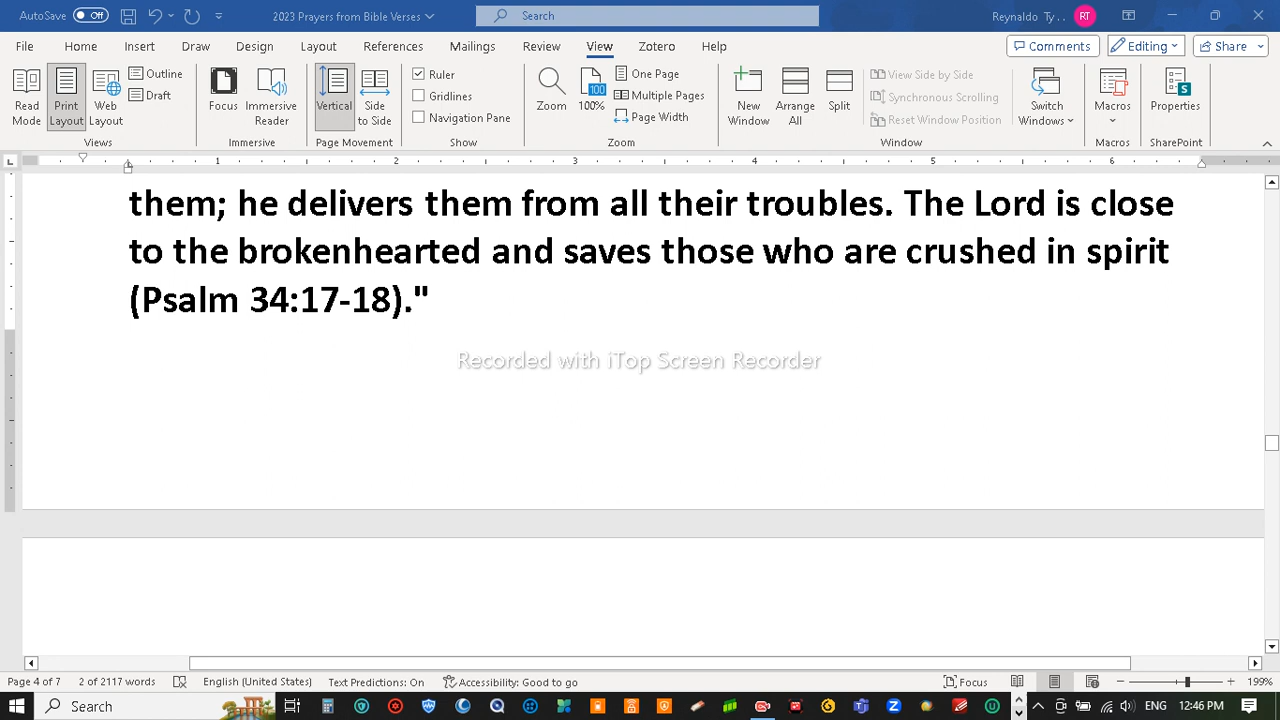 AutoSave Off 2023 Prayers from Bible Verses Search Reynaldo Ty .. RT
File Home Insert Draw Design Layout References Mailings Review View Zotero Help Comments Editing Share
Read Mode Print Layout Web Layout Outline Draft Focus Immersive Reader Vertical Side to Side Ruler Gridlines Navigation Pane Zoom 100 100% One Page Multiple Pages Page Width New Window Arrange All Split View Side by Side Synchronous Scrolling Reset Window Position Switch Windows Macros Properties
Views Immersive Page Movement Show Zoom Window Macros SharePoint
1 2 3 4 5 6
them; he delivers them from all their troubles. The Lord is close
to the brokenhearted and saves those who are crushed in spirit
(Psalm 34:17-18)."
Recorded with iTop Screen Recorder
Page 4 of 7 2 of 2117 words English (United States) Text Predictions: On Accessibility: Good to go Focus 199%
Search ENG 12:46 PM